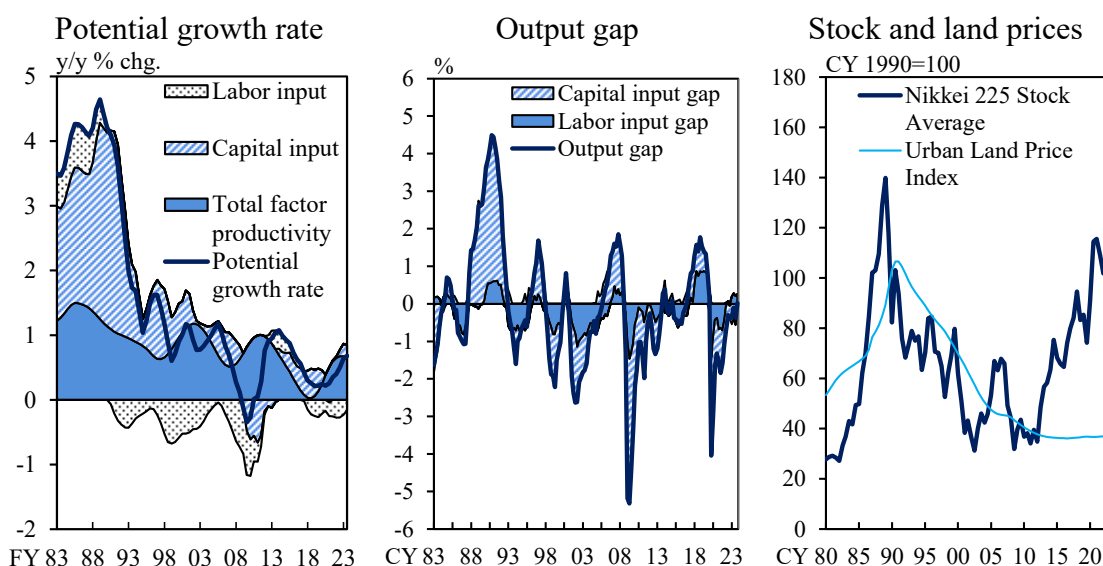 Potential growth rate
y/y % chg.
5
4
3
2
1
0
-1
-2
Labor input
Capital input
Total factor
productivity
Potential
growth rate
FY 83 88 93 98 03 08 13 18 23
Output gap
%
6
5
4
3
2
1
0
-1
-2
-3
-4
-5
-6
Capital input gap
Labor input gap
Output gap
CY 83 88 93 98 03 08 13 18 23
Stock and land prices
CY 1990=100
180
160
140
120
100
80
60
40
20
0
Nikkei 225 Stock
Average
Urban Land Price
Index
CY 80 85 90 95 00 05 10 15 20